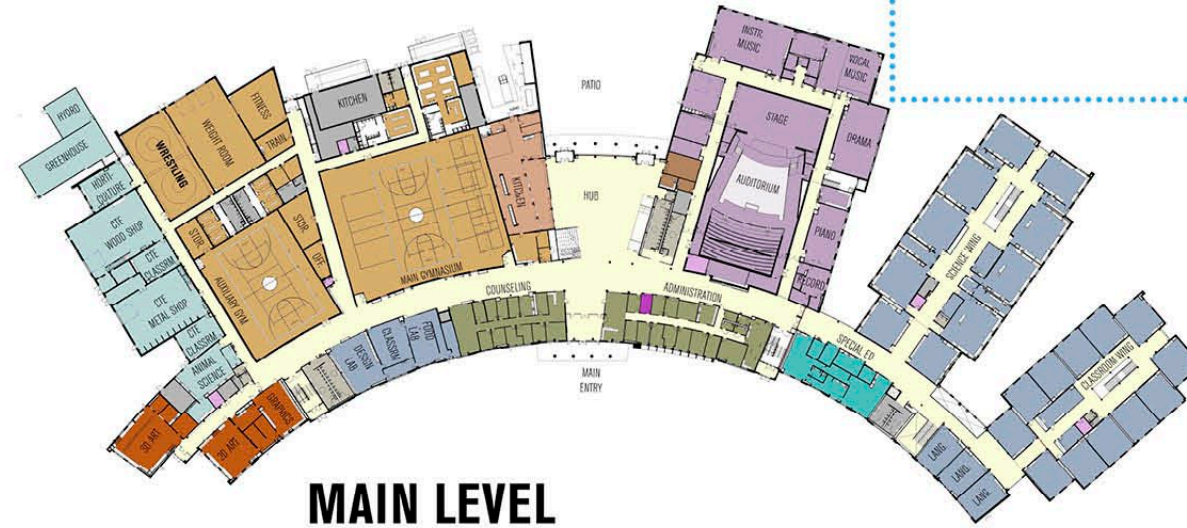 HYDRO
GREENHOUSE
HORTI-
CULTURE
CTE
WOOD SHOP
CTE
CLASSRM.
CTE
METAL SHOP
CTE
CLASSRM.
ANIMAL
SCIENCE
3D ART
2D ART
GRAPHICS
WRESTLING
WEIGHT ROOM
FITNESS
TRAIN.
STOR.
STOR.
OFF.
AUXILIARY GYM
MAIN GYMNASIUM
KITCHEN
KITCHEN
PATIO
HUB
DESIGN
LAB
CLASSRM
FOOD
LAB
COUNSELING
MAIN
ENTRY
ADMINISTRATION
INSTR.
MUSIC
VOCAL
MUSIC
STAGE
DRAMA
AUDITORIUM
PIANO
RECORD
SPECIAL ED
SCIENCE WING
CLASSROOM WING
LANG.
LANG.
LANG.
MAIN LEVEL